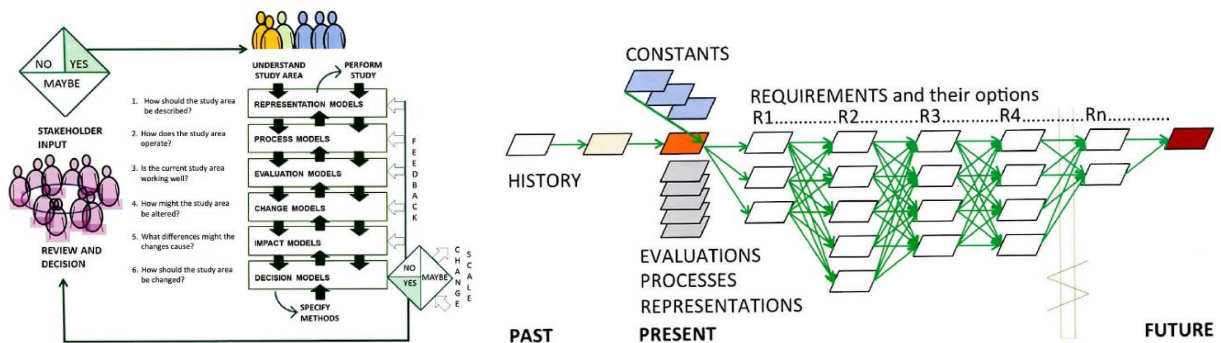 NO YES
MAYBE
UNDERSTAND
STUDY AREA
PERFORM
STUDY
STAKEHOLDER
INPUT
REVIEW AND
DECISION
1. How should the study area
be described?
2. How does the study area
operate?
3. Is the current study area
working well?
4. How might the study area
be altered?
5. What differences might the
changes cause?
6. How should the study area
be changed?
REPRESENTATION MODELS
PROCESS MODELS
EVALUATION MODELS
CHANGE MODELS
IMPACT MODELS
DECISION MODELS
SPECIFY
METHODS
FEEDBACK
NO MAYBE
YES
CHANGE
SCALE
CONSTANTS
REQUIREMENTS and their options
R1............R2............R3............R4............Rn.............
HISTORY
EVALUATIONS
PROCESSES
REPRESENTATIONS
PAST PRESENT FUTURE